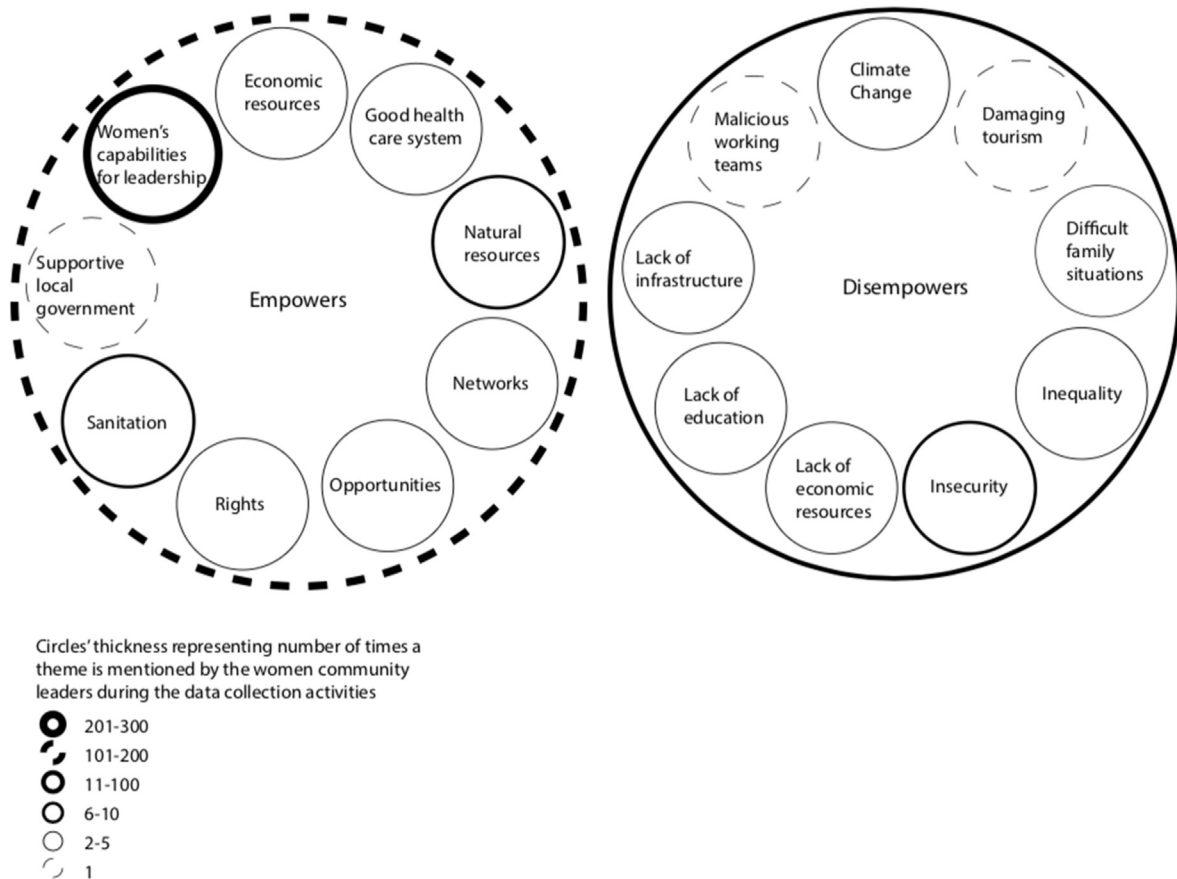 Economic
resources
Good health
care system
Women's
capabilities
for leadership
Natural
resources
Supportive
local
government
Empowers
Networks
Sanitation
Opportunities
Rights
Climate
Change
Malicious
working
teams
Damaging
tourism
Difficult
family
situations
Lack of
infrastructure
Disempowers
Inequality
Lack of
education
Lack of
economic
resources
Insecurity
Circles' thickness representing number of times a
theme is mentioned by the women community
leaders during the data collection activities
201-300
101-200
11-100
6-10
2-5
1